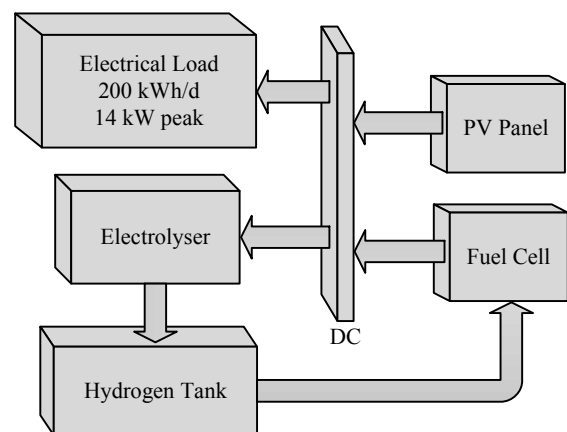 Electrical Load
200 kWh/d
14 kW peak
PV Panel
Electrolyser
Fuel Cell
DC
Hydrogen Tank